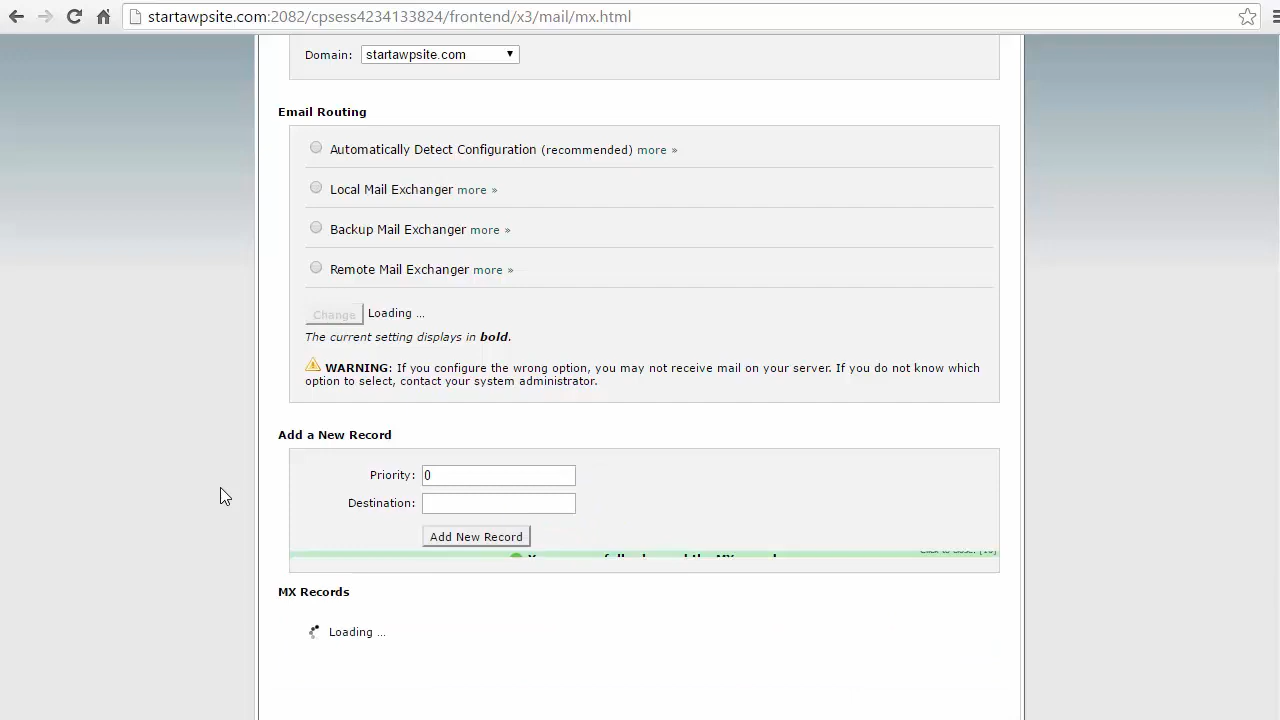 startawpsite.com:2082/cpsess4234133824/frontend/x3/mail/mx.html
Domain: startawpsite.com
Email Routing
Automatically Detect Configuration (recommended) more »
Local Mail Exchanger more »
Backup Mail Exchanger more »
Remote Mail Exchanger more »
Change Loading ...
The current setting displays in bold.
WARNING: If you configure the wrong option, you may not receive mail on your server. If you do not know which
option to select, contact your system administrator.
Add a New Record
Priority: 0
Destination:
Add New Record
MX Records
Loading ...